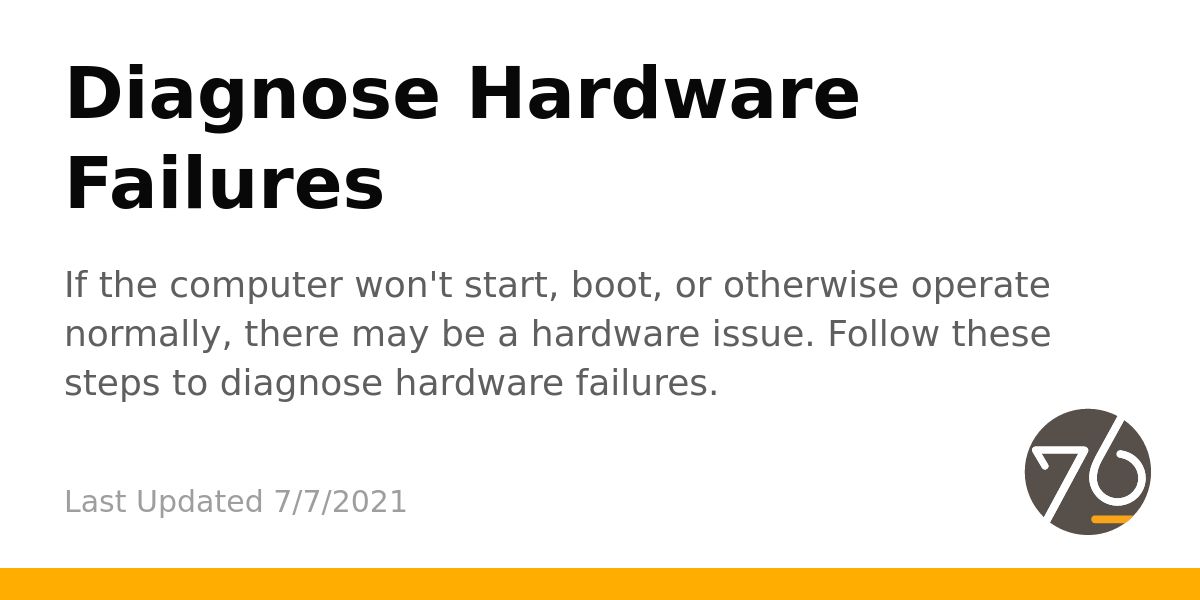 Diagnose Hardware
Failures
If the computer won't start, boot, or otherwise operate
normally, there may be a hardware issue. Follow these
steps to diagnose hardware failures.
Last Updated 7/7/2021
76